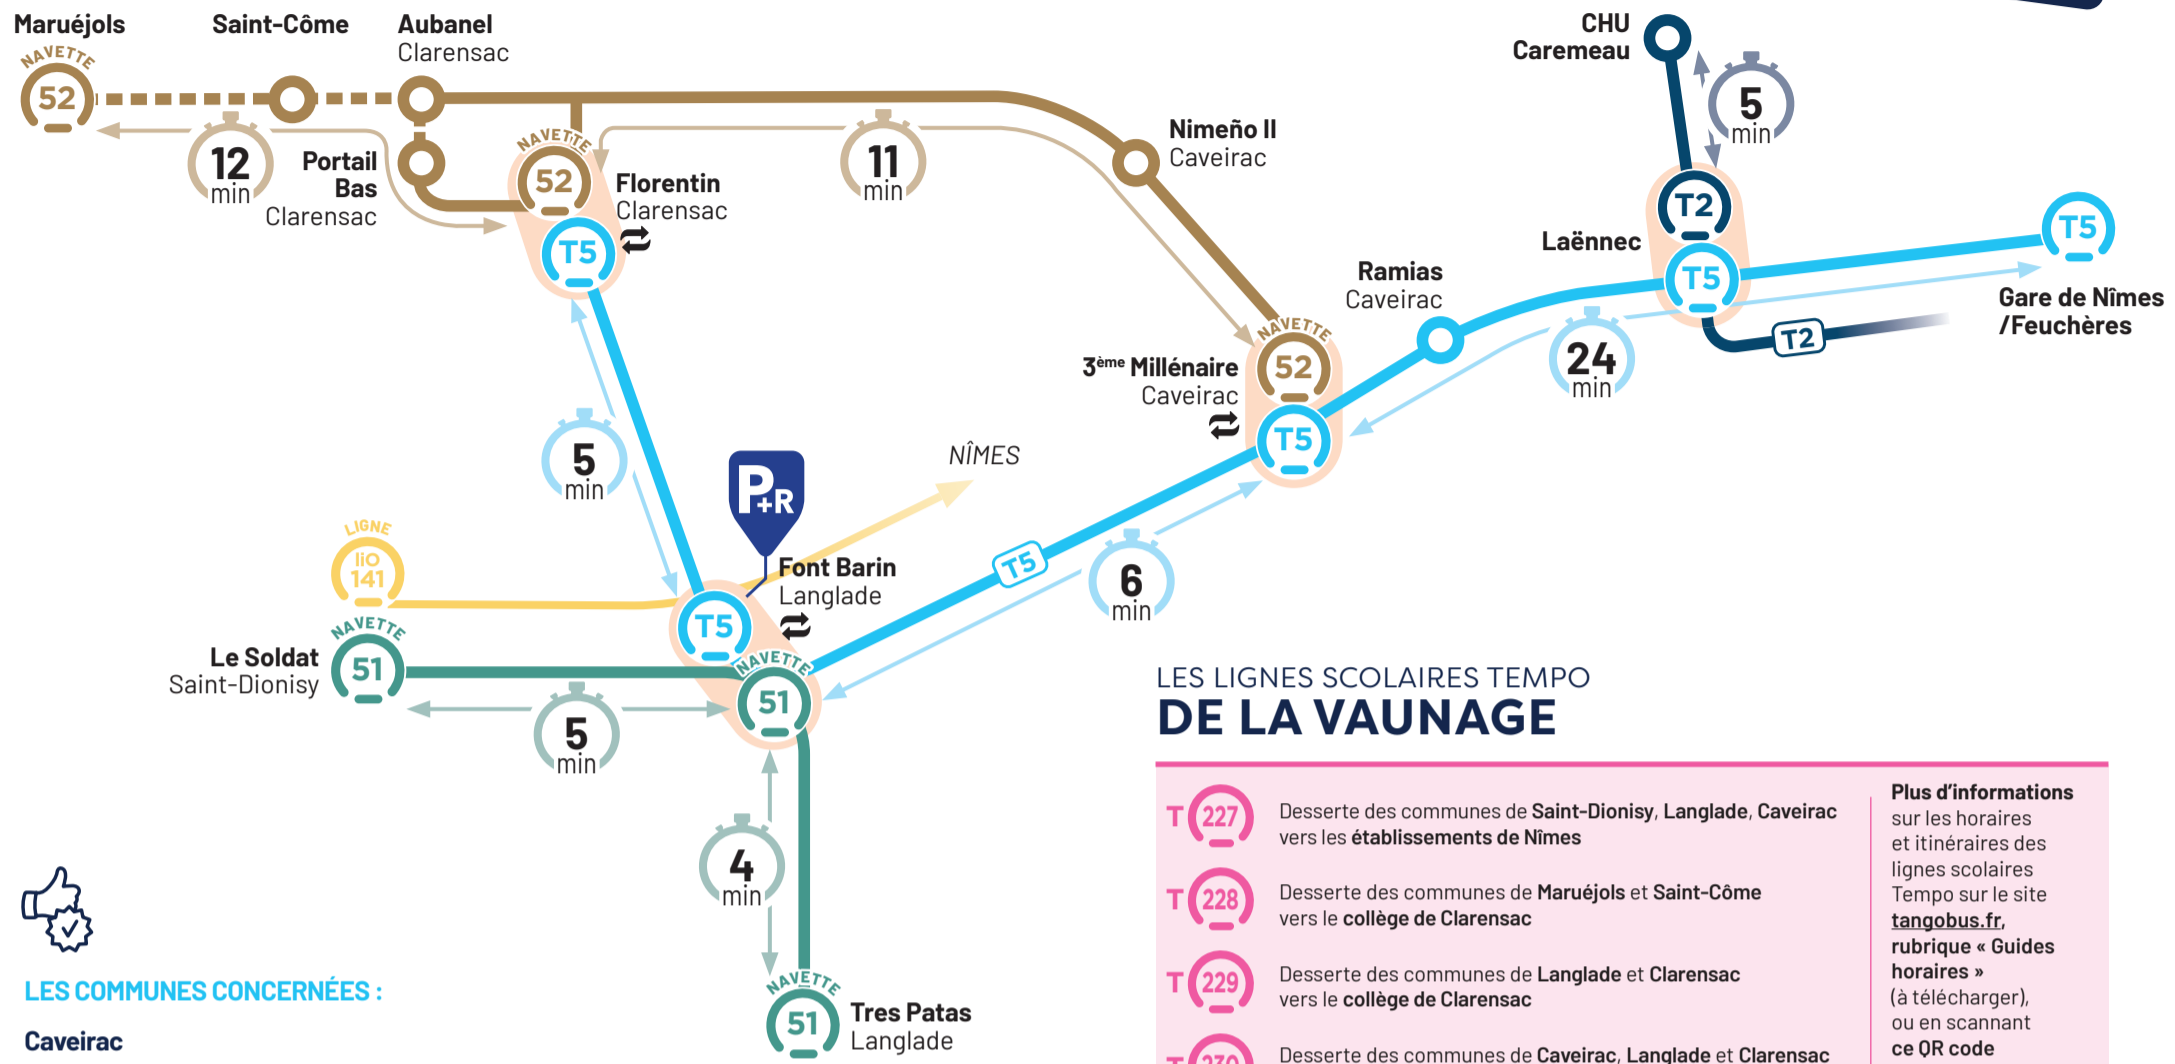 Maruéjols
NAVETTE
52
Saint-Côme
Aubanel
Clarensac
12
min
Portail
Bas
Clarensac
NAVETTE
52
T5
Florentin
Clarensac
11
min
Nimeño II
Caveirac
CHU
Caremeau
5
min
T2
Laënnec
T5
T5
Gare de Nîmes
/Feuchères
T2
Ramias
Caveirac
24
min
NAVETTE
52
3ème Millénaire
Caveirac
T5
5
min
P+R
NÎMES
LIGNE
liO
141
Font Barin
Langlade
T5
T5
6
min
NAVETTE
51
Le Soldat
Saint-Dionisy
NAVETTE
51
5
min
4
min
NAVETTE
51
Tres Patas
Langlade
LES COMMUNES CONCERNÉES :
Caveirac
LES LIGNES SCOLAIRES TEMPO
DE LA VAUNAGE
T 227
Desserte des communes de Saint-Dionisy, Langlade, Caveirac
vers les établissements de Nîmes
T 228
Desserte des communes de Maruéjols et Saint-Côme
vers le collège de Clarensac
T 229
Desserte des communes de Langlade et Clarensac
vers le collège de Clarensac
T 230
Desserte des communes de Caveirac, Langlade et Clarensac
Plus d’informations
sur les horaires
et itinéraires des
lignes scolaires
Tempo sur le site
tangobus.fr,
rubrique « Guides
horaires »
(à télécharger),
ou en scannant
ce QR code